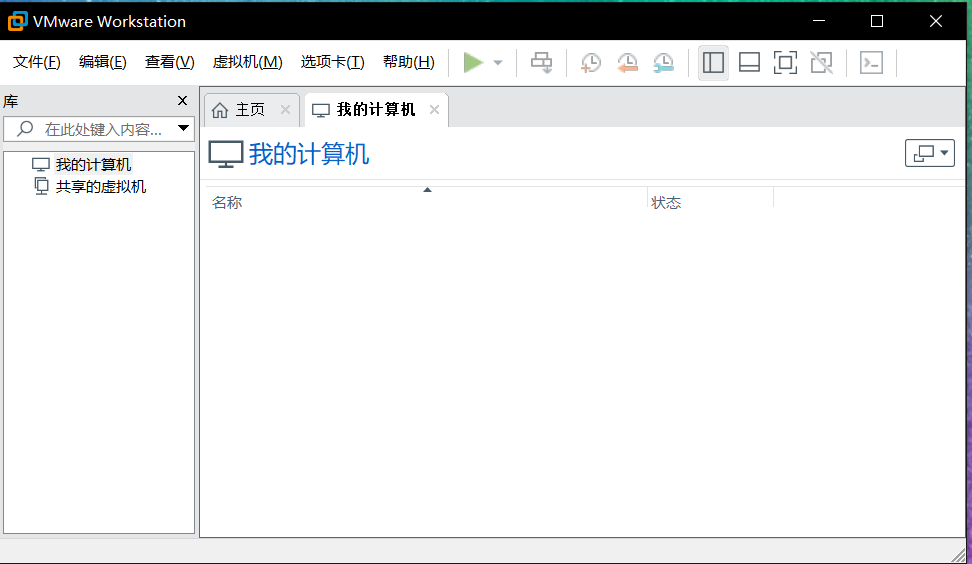 VMware Workstation
文件(F) 编辑(E) 查看(V) 虚拟机(M) 选项卡(T) 帮助(H)
库
在此处键入内容...
我的计算机
共享的虚拟机
主页
我的计算机
我的计算机
名称 状态